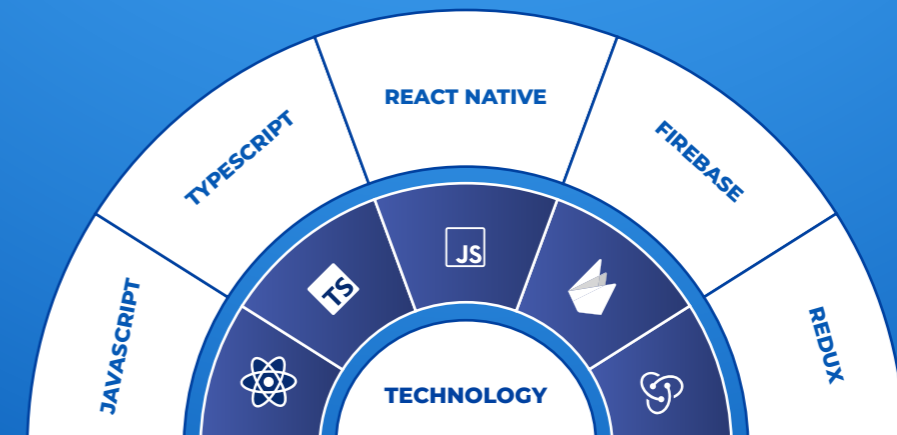 JAVASCRIPT
TYPESCRIPT
REACT NATIVE
FIREBASE
REDUX
TS
JS
TECHNOLOGY